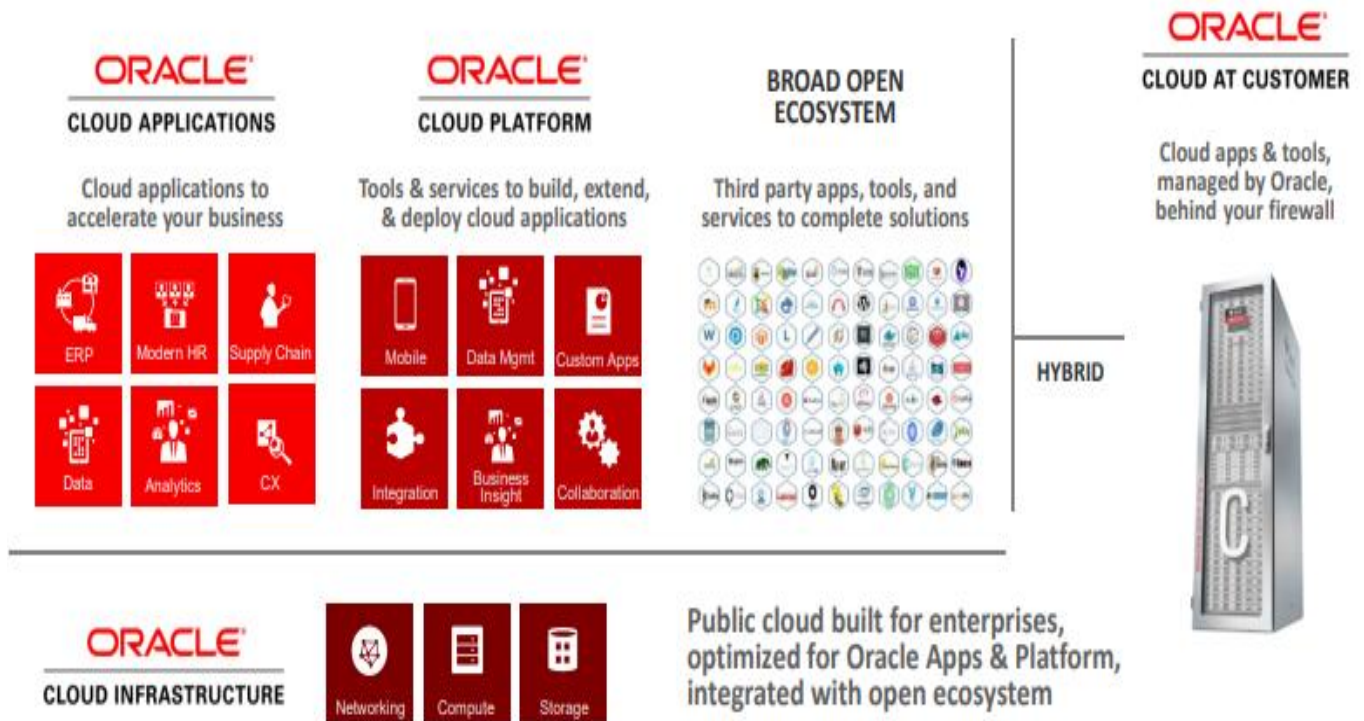 ORACLE
CLOUD APPLICATIONS
Cloud applications to
accelerate your business
ERP
Modern HR
Supply Chain
Data
Analytics
CX
ORACLE
CLOUD PLATFORM
Tools & services to build, extend,
& deploy cloud applications
Mobile
Data Mgmt
Custom Apps
Integration
Business
Insight
Collaboration
BROAD OPEN
ECOSYSTEM
Third party apps, tools, and
services to complete solutions
HYBRID
ORACLE
CLOUD AT CUSTOMER
Cloud apps & tools,
managed by Oracle,
behind your firewall
C
ORACLE
CLOUD INFRASTRUCTURE
Networking
Compute
Storage
Public cloud built for enterprises,
optimized for Oracle Apps & Platform,
integrated with open ecosystem